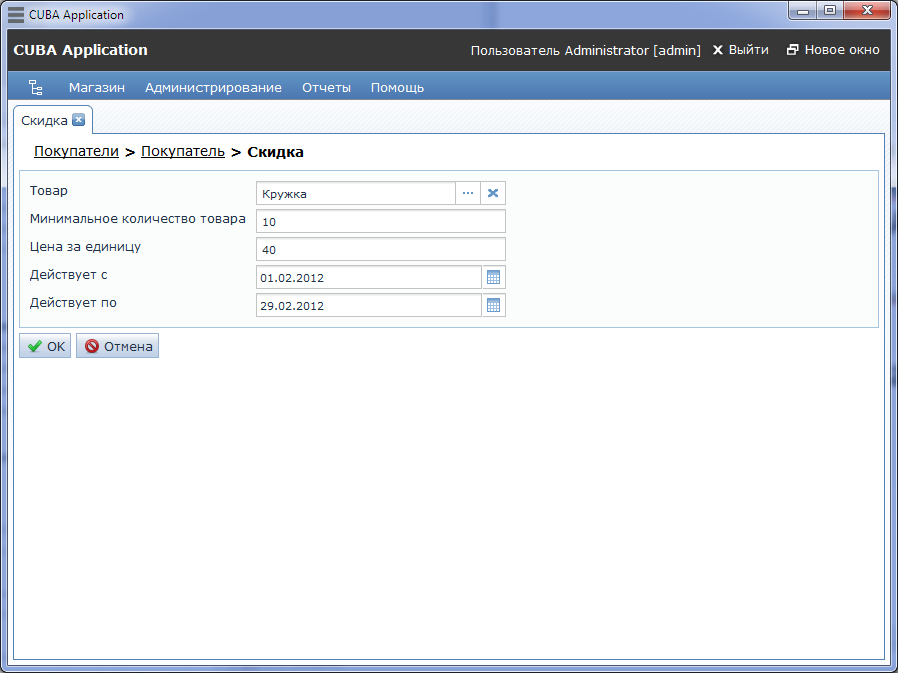 CUBA Application
CUBA Application Пользователь Administrator [admin] Выйти Новое окно
Магазин Администрирование Отчеты Помощь
Скидка
Покупатели > Покупатель > Скидка
Товар Кружка
Минимальное количество товара 10
Цена за единицу 40
Действует с 01.02.2012
Действует по 29.02.2012
OK Отмена